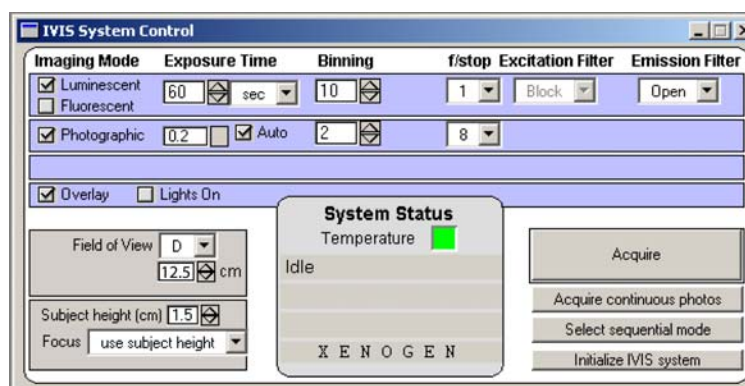 IVIS System Control
Imaging Mode Exposure Time Binning f/stop Excitation Filter Emission Filter
Luminescent 60 sec 10 1 Block Open
Fluorescent
Photographic 0.2 Auto 2 8
Overlay Lights On
System Status
Temperature
Idle
X E N O G E N
Field of View D
12.5 cm
Subject height (cm) 1.5
Focus use subject height
Acquire
Acquire continuous photos
Select sequential mode
Initialize IVIS system